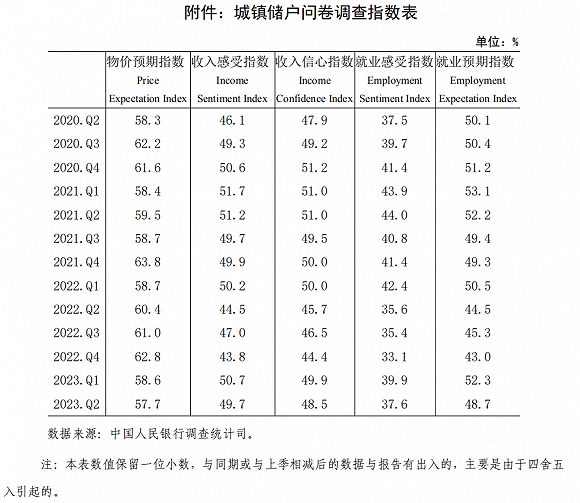 附件：城镇储户问卷调查指数表
单位：%
物价预期指数 收入感受指数 收入信心指数 就业感受指数 就业预期指数
Price Income Income Employment Employment
Expectation Index Sentiment Index Confidence Index Sentiment Index Expectation Index
2020.Q2 58.3 46.1 47.9 37.5 50.1
2020.Q3 62.2 49.3 49.2 39.7 50.4
2020.Q4 61.6 50.6 51.2 41.4 51.2
2021.Q1 58.4 51.7 51.0 43.9 53.1
2021.Q2 59.5 51.2 51.0 44.0 52.2
2021.Q3 58.7 49.7 49.5 40.8 49.4
2021.Q4 63.8 49.9 50.0 41.4 49.3
2022.Q1 58.7 50.2 50.0 42.4 50.5
2022.Q2 60.4 44.5 45.7 35.6 44.5
2022.Q3 61.0 47.0 46.5 35.4 45.3
2022.Q4 62.8 43.8 44.4 33.1 43.0
2023.Q1 58.6 50.7 49.9 39.9 52.3
2023.Q2 57.7 49.7 48.5 37.6 48.7
数据来源：中国人民银行调查统计司。
注：本表数值保留一位小数，与同期或与上季相减后的数据与报告有出入的，主要是由于四舍五
入引起的。